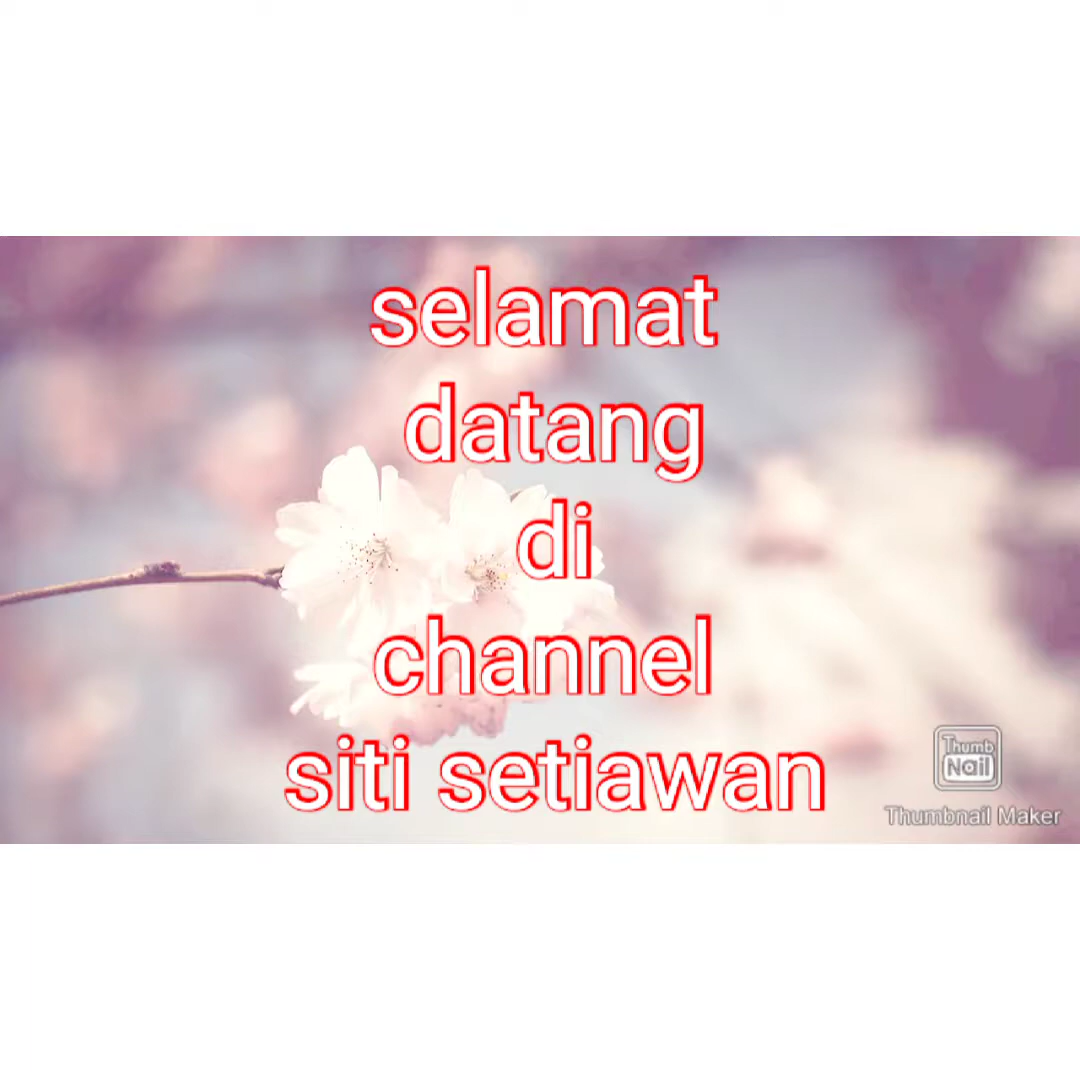 selamat
datang
di
channel
siti setiawan
Thumb
Nail
Thumbnail Maker